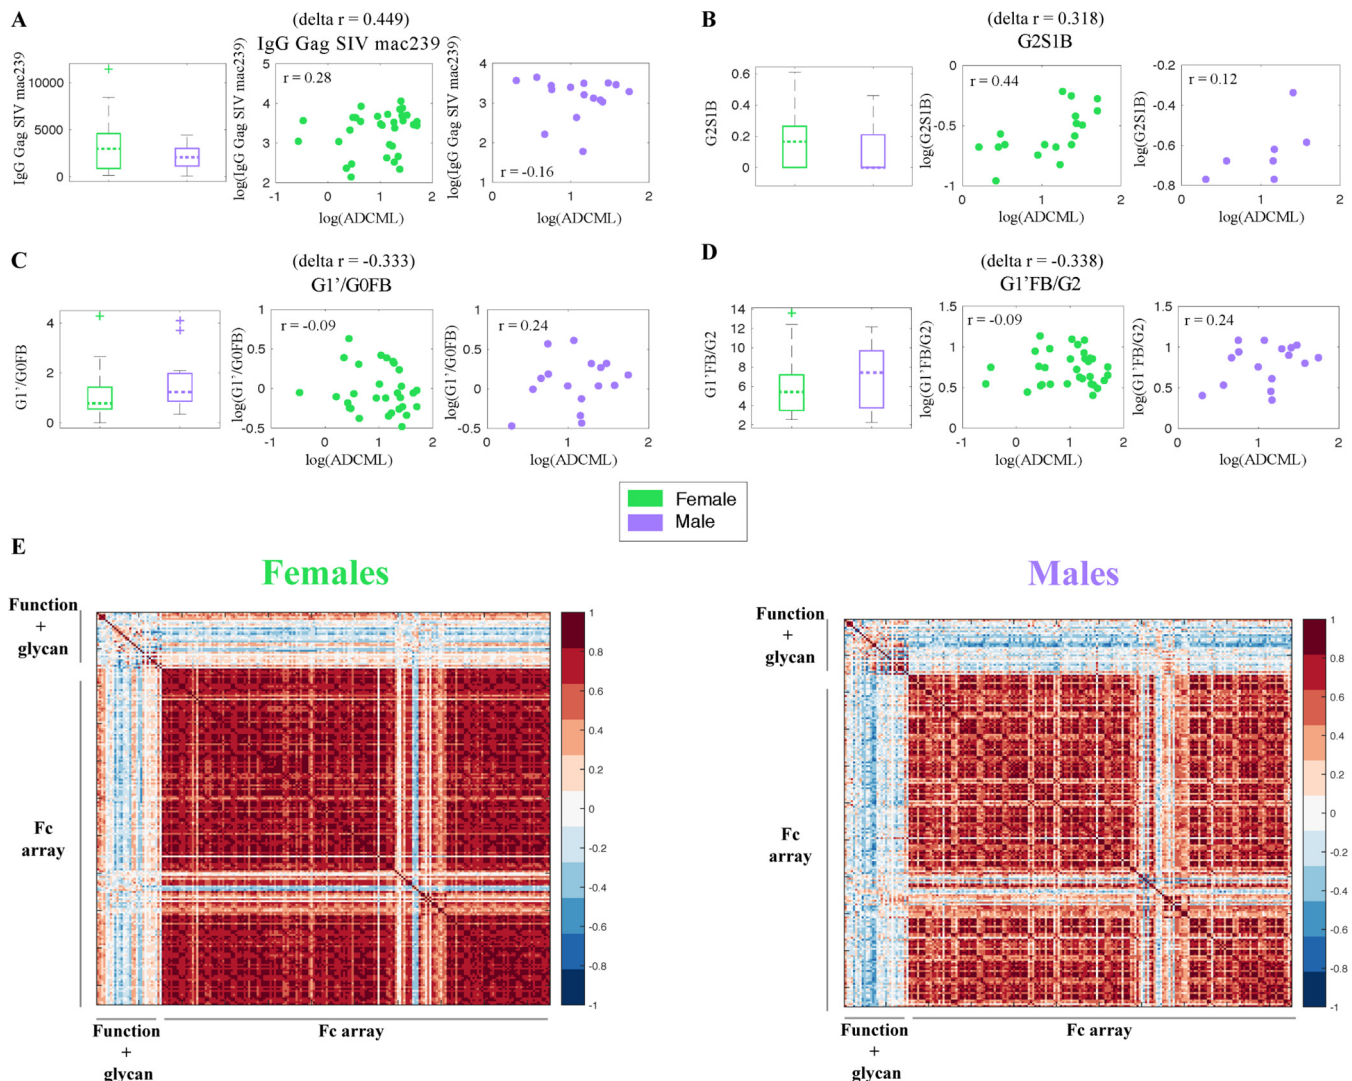 A
(delta r = 0.449)
IgG Gag SIV mac239
IgG Gag SIV mac239
10000
5000
0
log(IgG Gag SIV mac239)
5
4
3
2
r = 0.28
-1
0
1
2
log(ADCML)
log(IgG Gag SIV mac239)
4
3
2
1
r = -0.16
0
1
2
log(ADCML)
B
(delta r = 0.318)
G2S1B
G2S1B
0.6
0.4
0.2
0
log(G2S1B)
0
-0.5
-1
r = 0.44
0
1
2
log(ADCML)
log(G2S1B)
-0.2
-0.4
-0.6
-0.8
r = 0.12
0
1
2
log(ADCML)
C
(delta r = -0.333)
G1’/G0FB
G1’/G0FB
4
2
0
log(G1’/G0FB)
1
0.5
0
-0.5
r = -0.09
-1
0
1
2
log(ADCML)
log(G1’/G0FB)
1
0.5
0
-0.5
r = 0.24
0
1
2
log(ADCML)
D
(delta r = -0.338)
G1’FB/G2
G1’FB/G2
14
12
10
8
6
4
2
log(G1’FB/G2)
1.5
1
0.5
0
r = -0.09
-1
0
1
2
log(ADCML)
log(G1’FB/G2)
1.5
1
0.5
0
r = 0.24
0
1
2
log(ADCML)
Female
Male
E
Females
Function
+
glycan
Fc
array
Function
+
glycan
Fc array
1
0.8
0.6
0.4
0.2
0
-0.2
-0.4
-0.6
-0.8
-1
Males
Function
+
glycan
Fc
array
Function
+
glycan
Fc array
1
0.8
0.6
0.4
0.2
0
-0.2
-0.4
-0.6
-0.8
-1